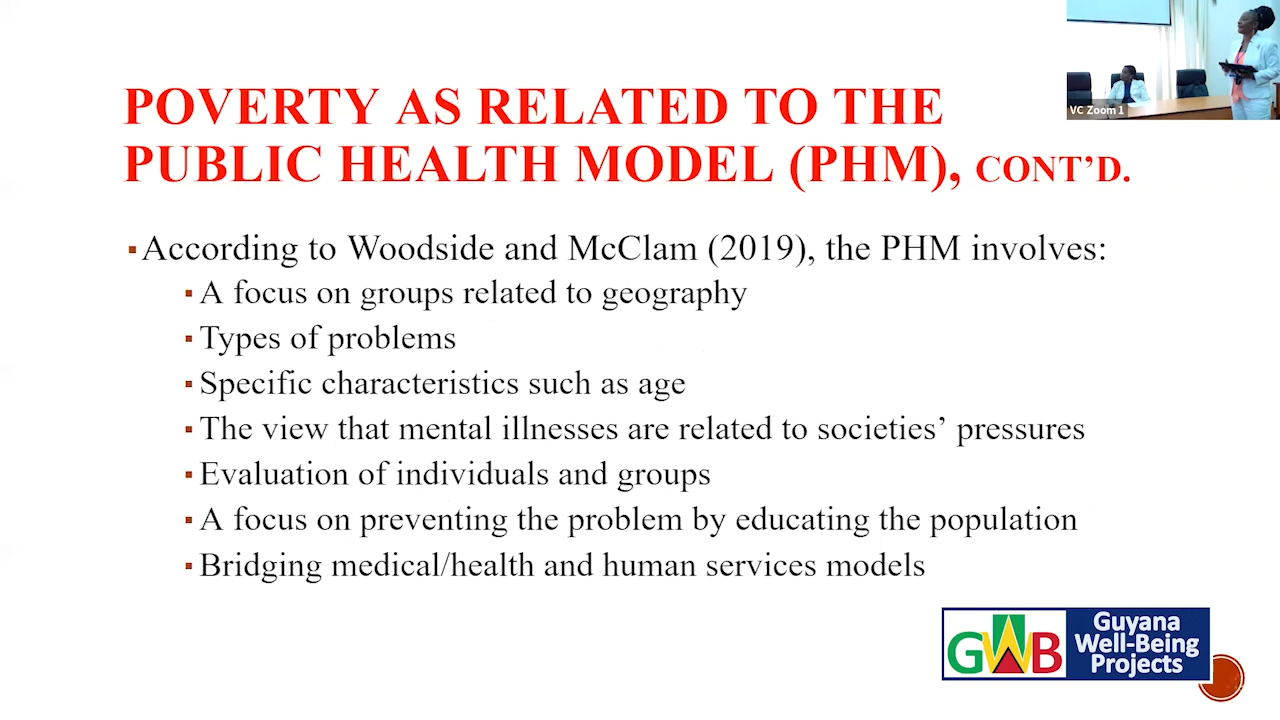 POVERTY AS RELATED TO THE
PUBLIC HEALTH MODEL (PHM), CONT'D.
VC Zoom 1
▪According to Woodside and McClam (2019), the PHM involves:
▪A focus on groups related to geography
▪Types of problems
▪Specific characteristics such as age
▪The view that mental illnesses are related to societies' pressures
▪Evaluation of individuals and groups
▪A focus on preventing the problem by educating the population
▪Bridging medical/health and human services models
GWB
Guyana
Well-Being
Projects